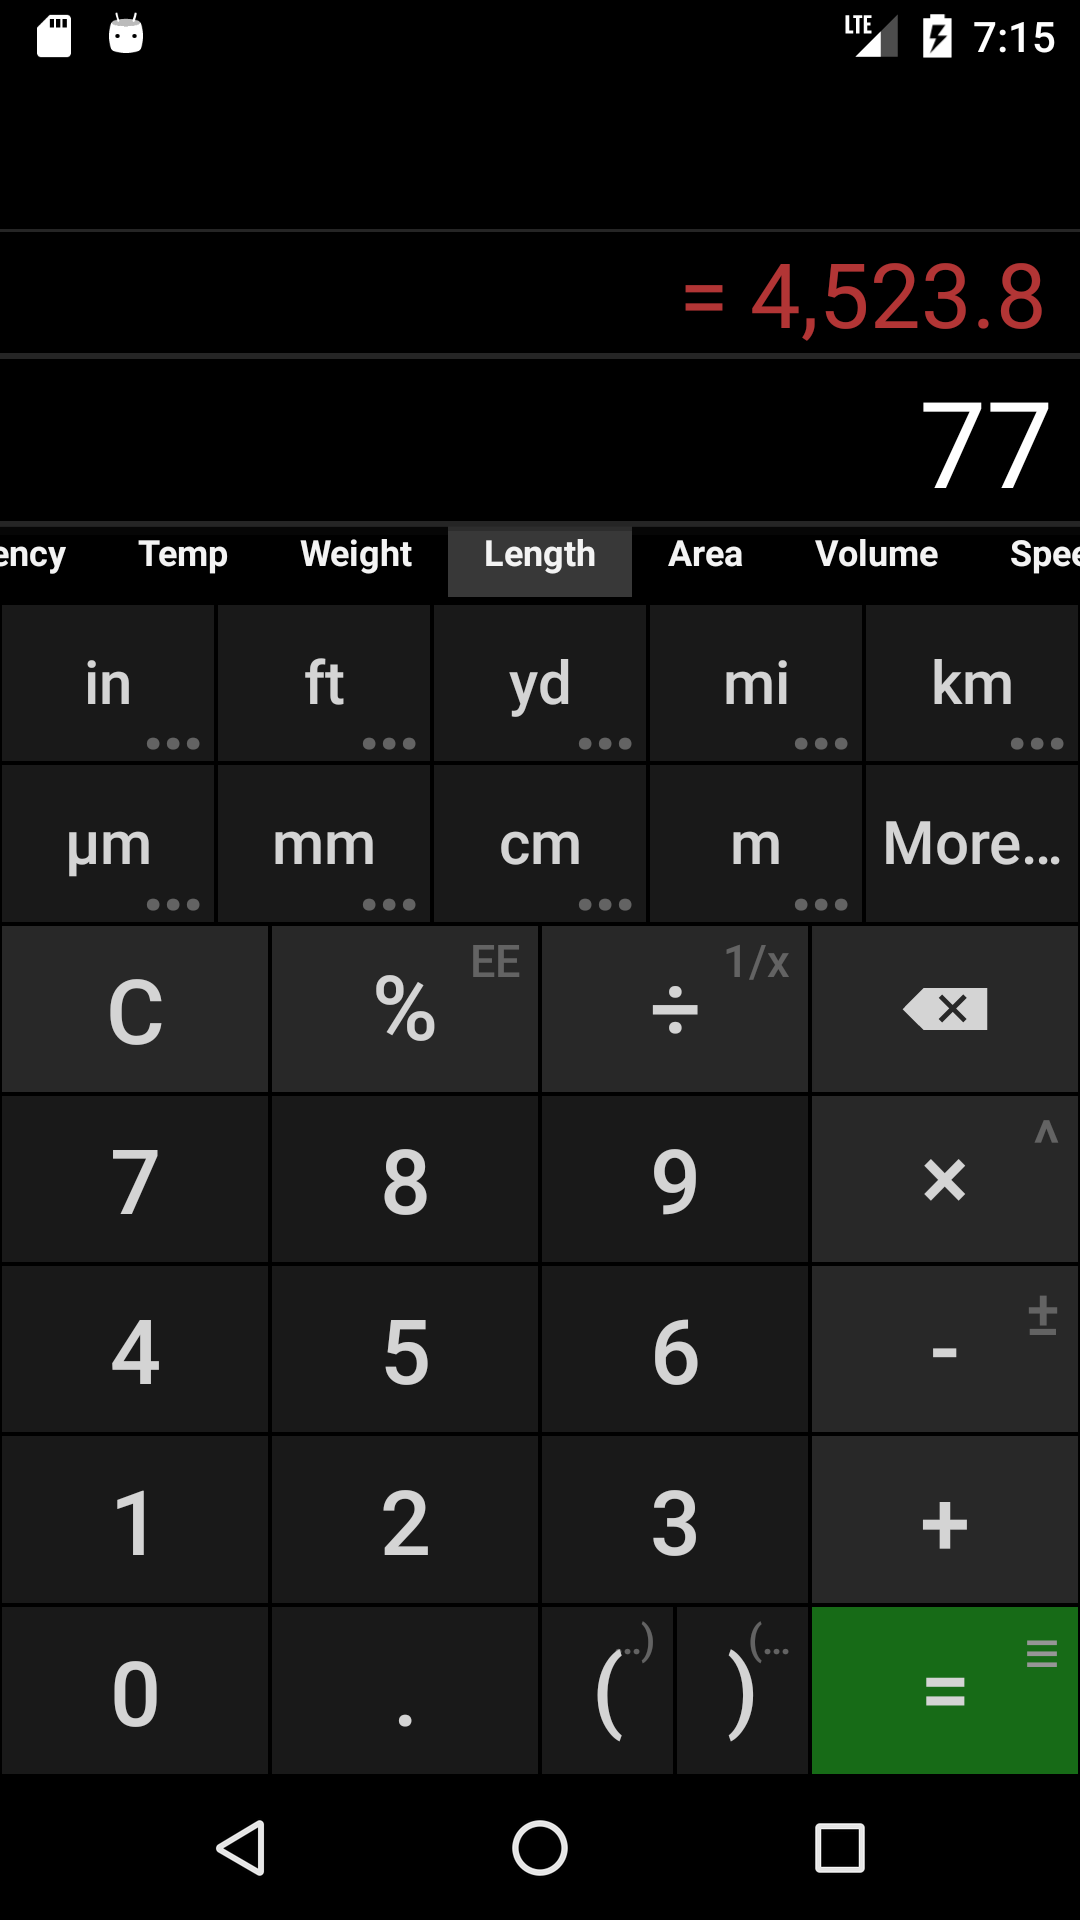 LTE 7:15
= 4,523.8
77
ency Temp Weight Length Area Volume Spee
in ft yd mi km
µm mm cm m More...
C % EE ÷ 1/x
7 8 9 × ^
4 5 6 - ±
1 2 3 +
0 . ( ..) ) (... =